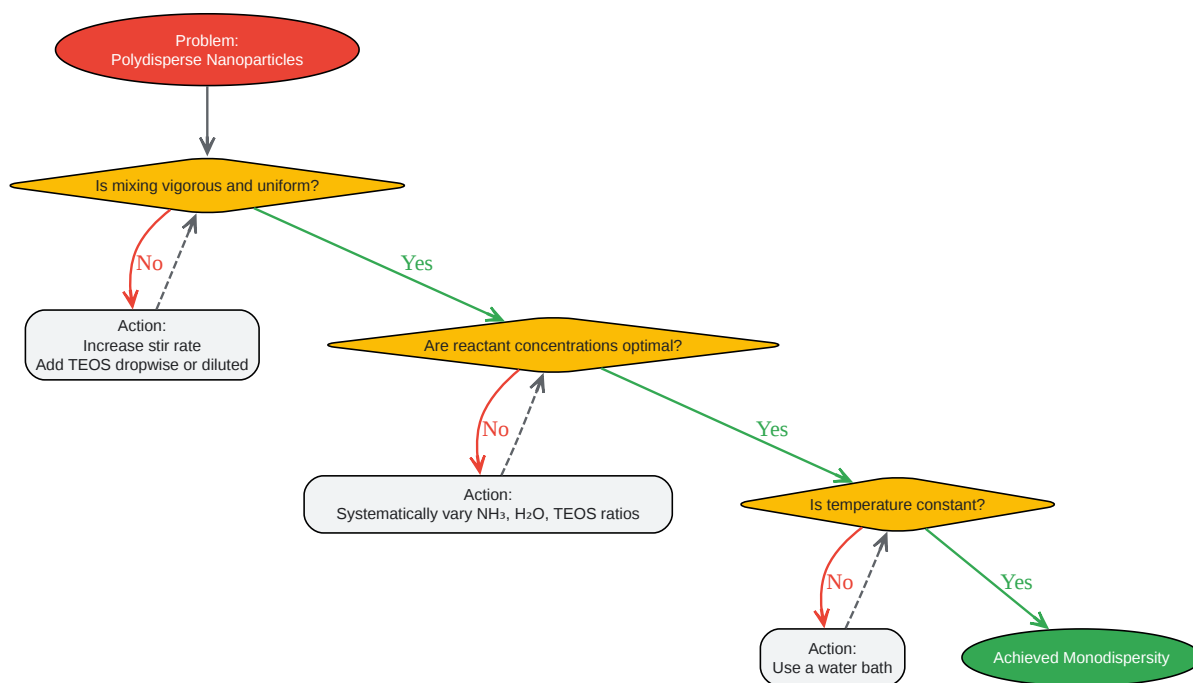 Problem:
Polydisperse Nanoparticles
Is mixing vigorous and uniform?
No
Yes
Action:
Increase stir rate
Add TEOS dropwise or diluted
Are reactant concentrations optimal?
No
Yes
Action:
Systematically vary NH₃, H₂O, TEOS ratios
Is temperature constant?
No
Yes
Action:
Use a water bath
Achieved Monodispersity